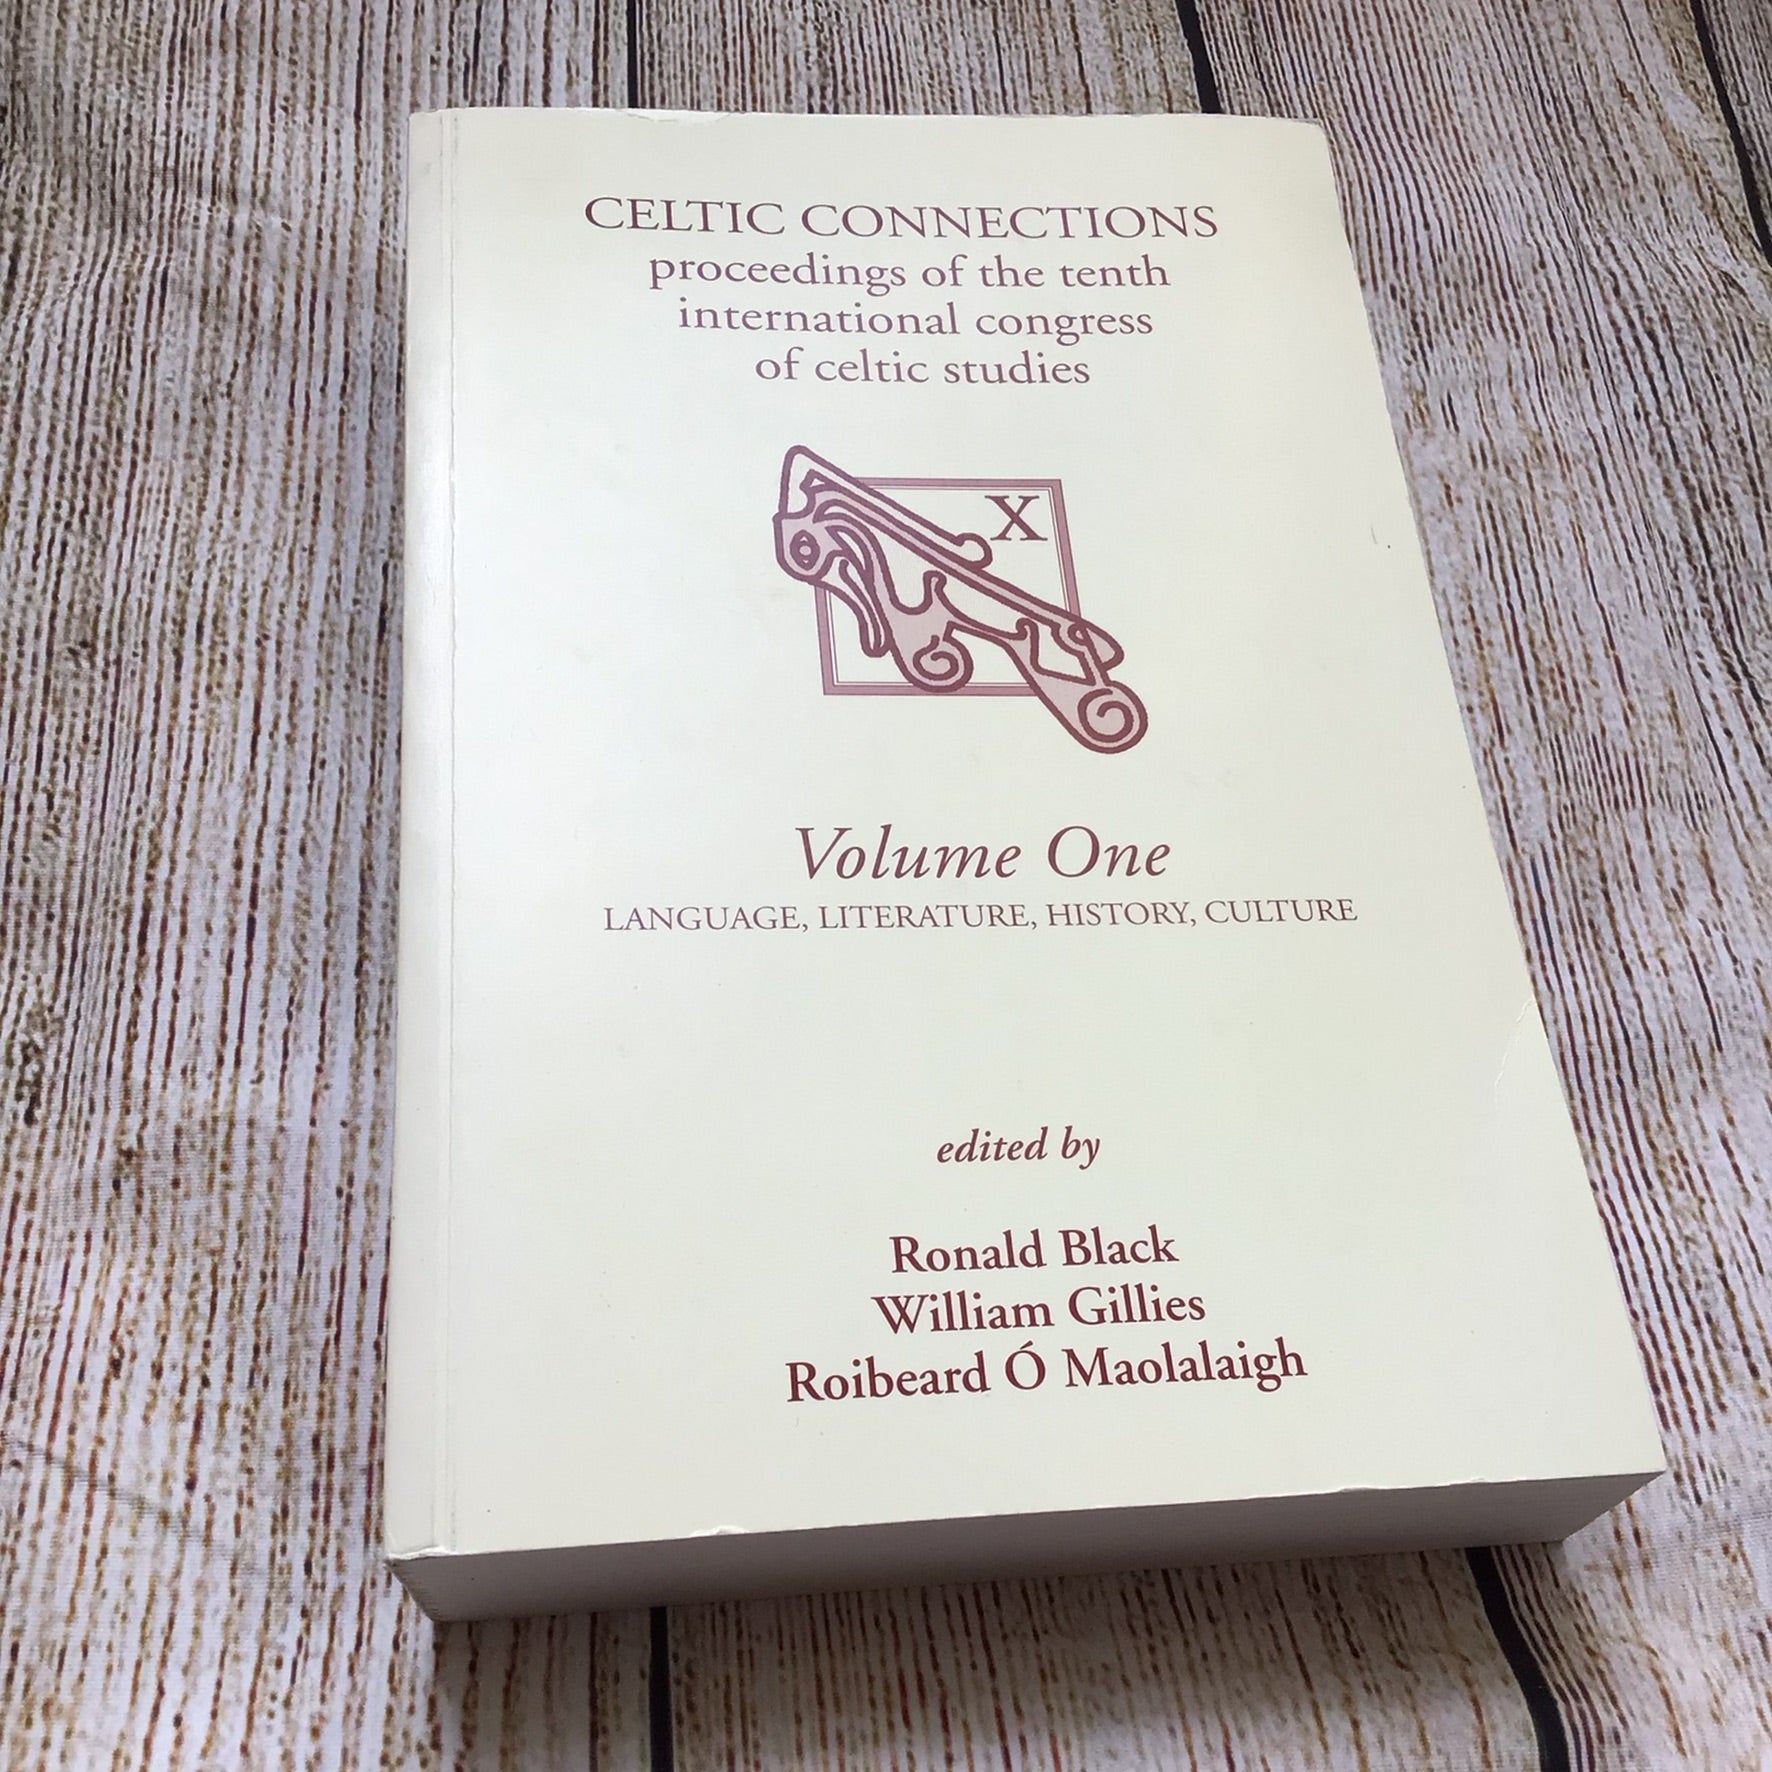 CELTIC CONNECTIONS
proceedings of the tenth
international congress
of celtic studies
X
Volume One
LANGUAGE, LITERATURE, HISTORY, CULTURE
edited by
Ronald Black
William Gillies
Roibeard Ó Maolalaigh